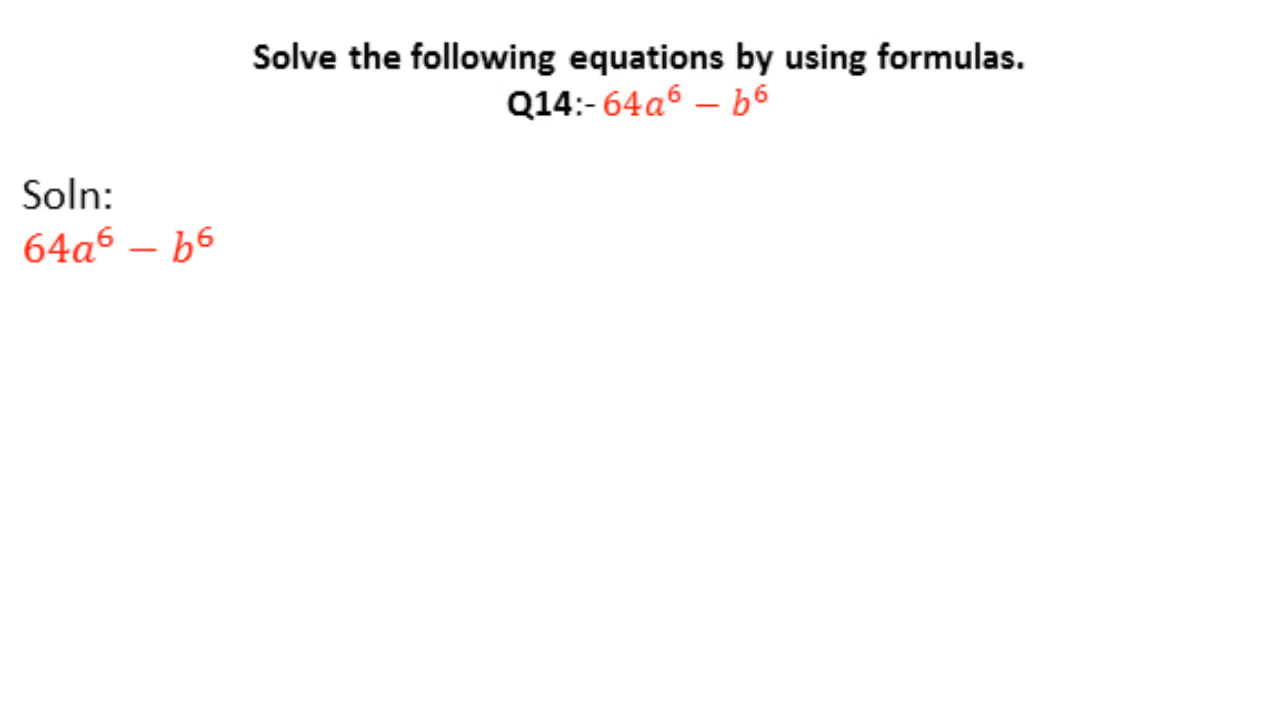 Solve the following equations by using formulas.
Q14:- 64a⁶ − b⁶
Soln:
64a⁶ − b⁶